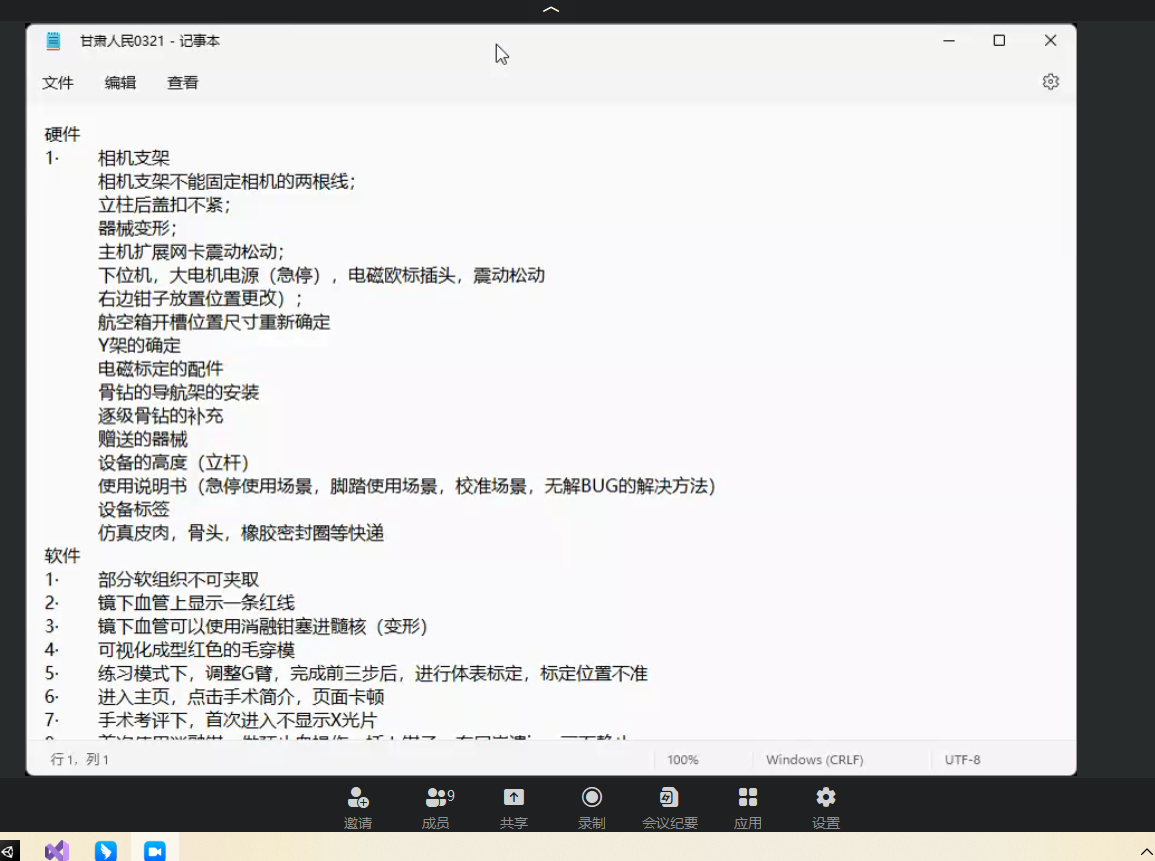 甘肃人民0321 - 记事本
文件 编辑 查看
硬件
1· 相机支架
相机支架不能固定相机的两根线；
立柱后盖扣不紧；
器械变形；
主机扩展网卡震动松动；
下位机，大电机电源（急停），电磁欧标插头，震动松动
右边钳子放置位置更改）；
航空箱开槽位置尺寸重新确定
Y架的确定
电磁标定的配件
骨钻的导航架的安装
逐级骨钻的补充
赠送的器械
设备的高度（立杆）
使用说明书（急停使用场景，脚踏使用场景，校准场景，无解BUG的解决方法）
设备标签
仿真皮肉，骨头，橡胶密封圈等快递
软件
1· 部分软组织不可夹取
2· 镜下血管上显示一条红线
3· 镜下血管可以使用消融钳塞进髓核（变形）
4· 可视化成型红色的毛穿模
5· 练习模式下，调整G臂，完成前三步后，进行体表标定，标定位置不准
6· 进入主页，点击手术简介，页面卡顿
7· 手术考评下，首次进入不显示X光片
行 1，列 1 100% Windows (CRLF) UTF-8
9
邀请 成员 共享 录制 会议纪要 应用 设置